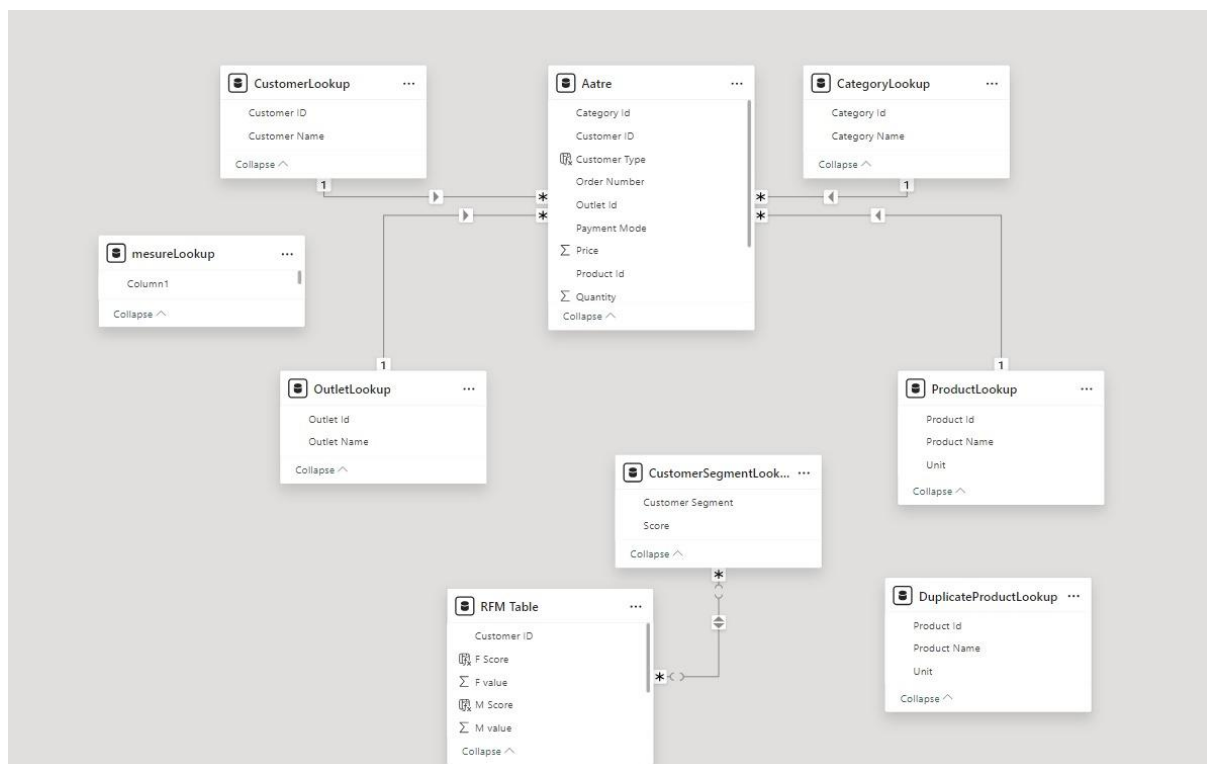 CustomerLookup
Customer ID
Customer Name
Collapse
1
Aatre
Category Id
Customer ID
Customer Type
Order Number
Outlet Id
Payment Mode
Σ Price
Product Id
Σ Quantity
Collapse
CategoryLookup
Category Id
Category Name
Collapse
1
*
*
*
*
mesureLookup
Column1
Collapse
1
OutletLookup
Outlet Id
Outlet Name
Collapse
1
ProductLookup
Product Id
Product Name
Unit
Collapse
CustomerSegmentLook...
Customer Segment
Score
Collapse
*
RFM Table
Customer ID
F Score
Σ F value
M Score
Σ M value
Collapse
*
DuplicateProductLookup
Product Id
Product Name
Unit
Collapse